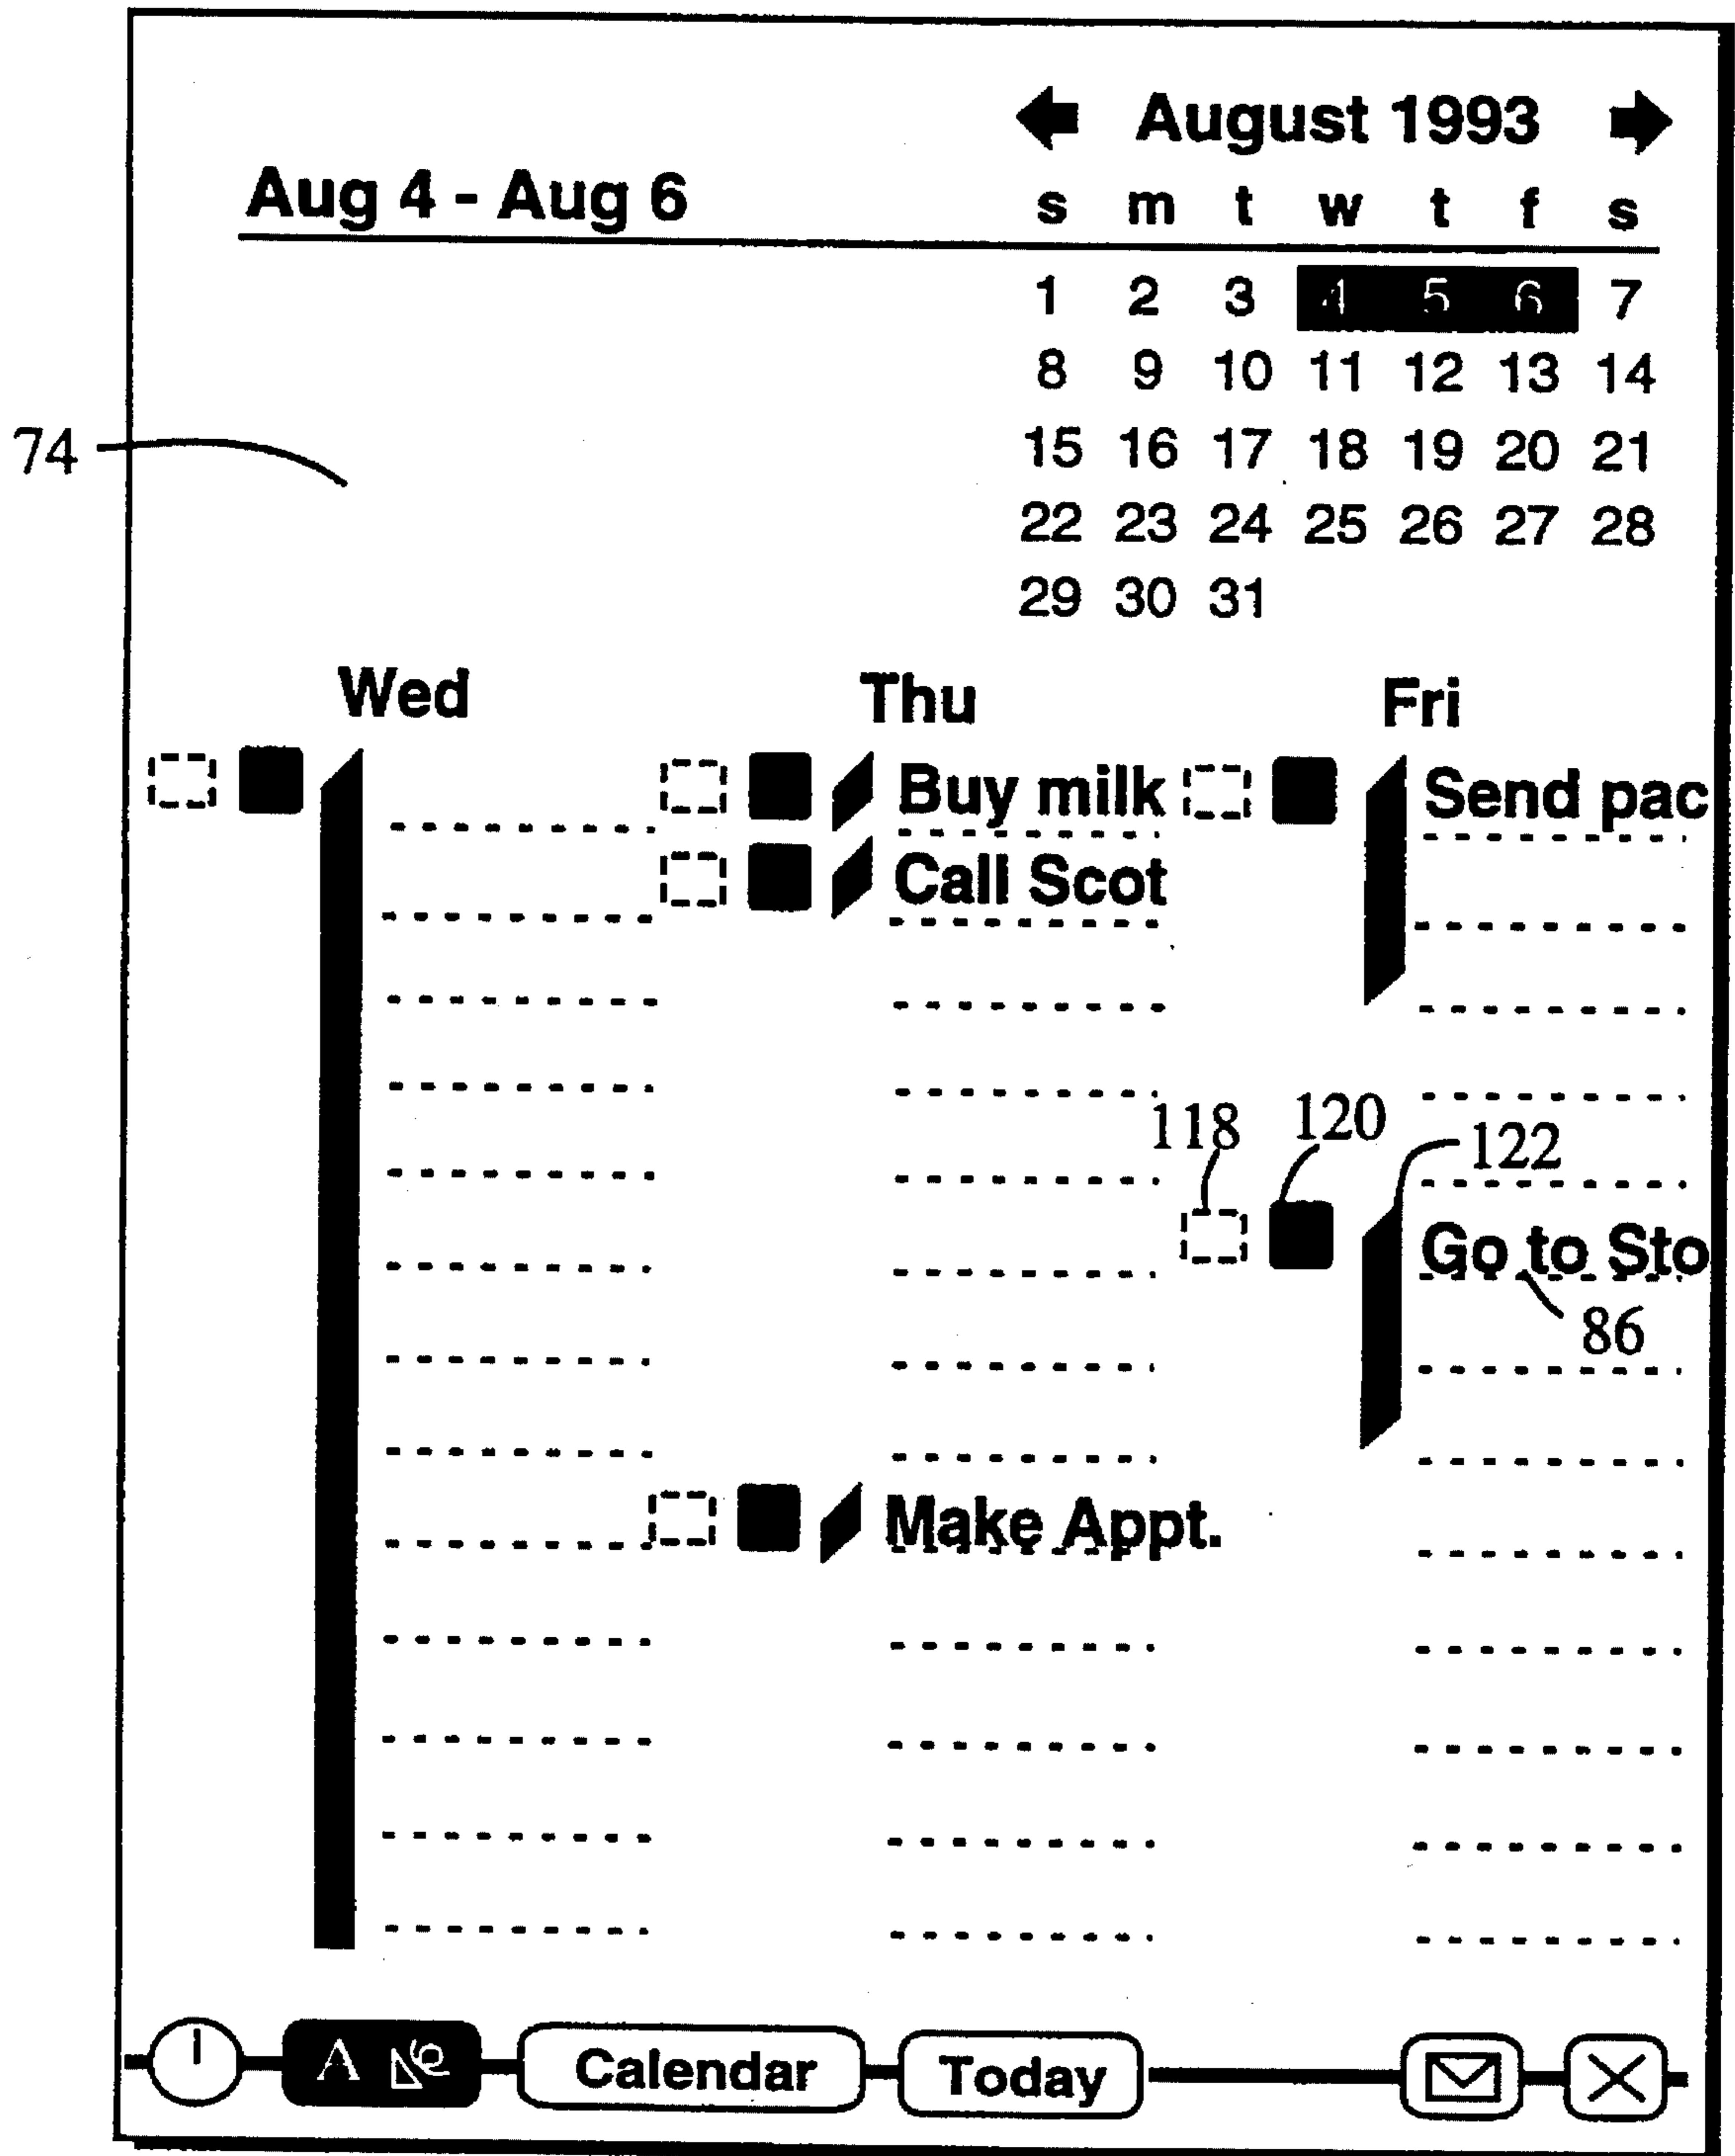 August 1993
Aug 4 - Aug 6
s m t w t f s
1 2 3 4 5 6 7
8 9 10 11 12 13 14
74
15 16 17 18 19 20 21
22 23 24 25 26 27 28
29 30 31
Wed Thu Fri
Buy milk Send pac
Call Scot
118 120 122
Go to Sto
86
Make Appt.
A Calendar Today